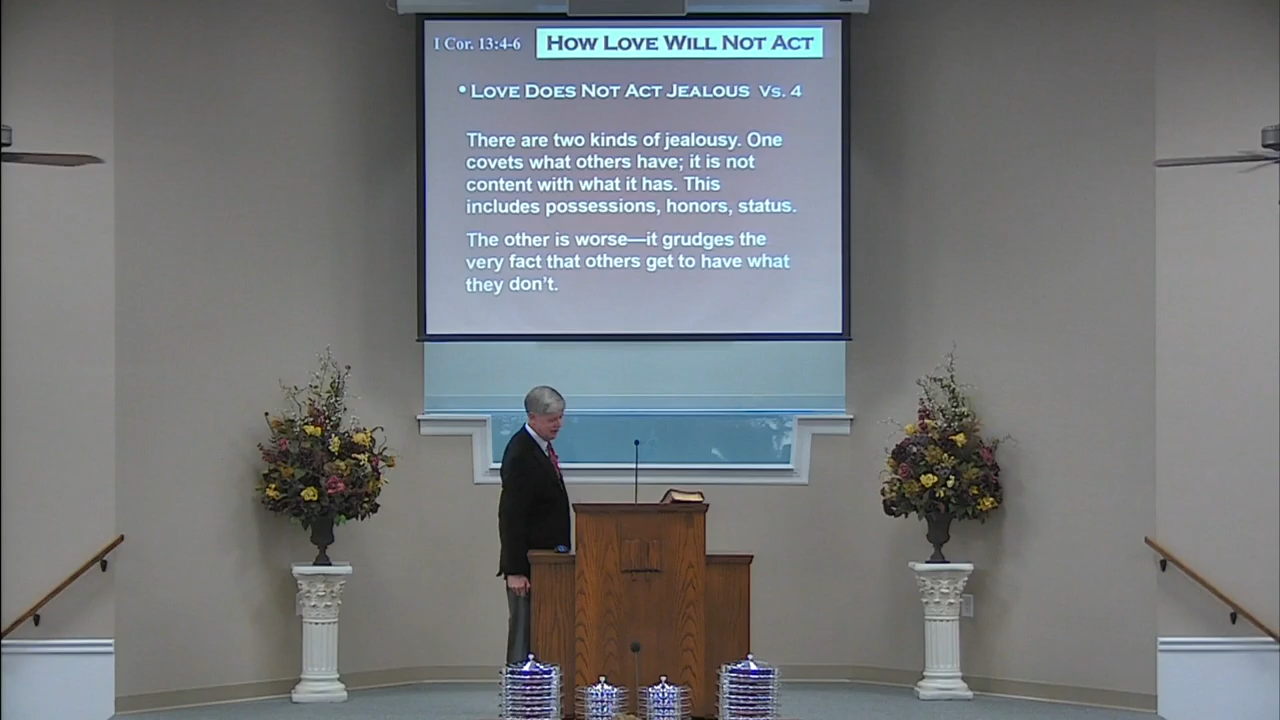 I Cor. 13:4-6
How Love Will Not Act
• Love Does Not Act Jealous Vs. 4
There are two kinds of jealousy. One
covets what others have; it is not
content with what it has. This
includes possessions, honors, status.
The other is worse—it grudges the
very fact that others get to have what
they don't.